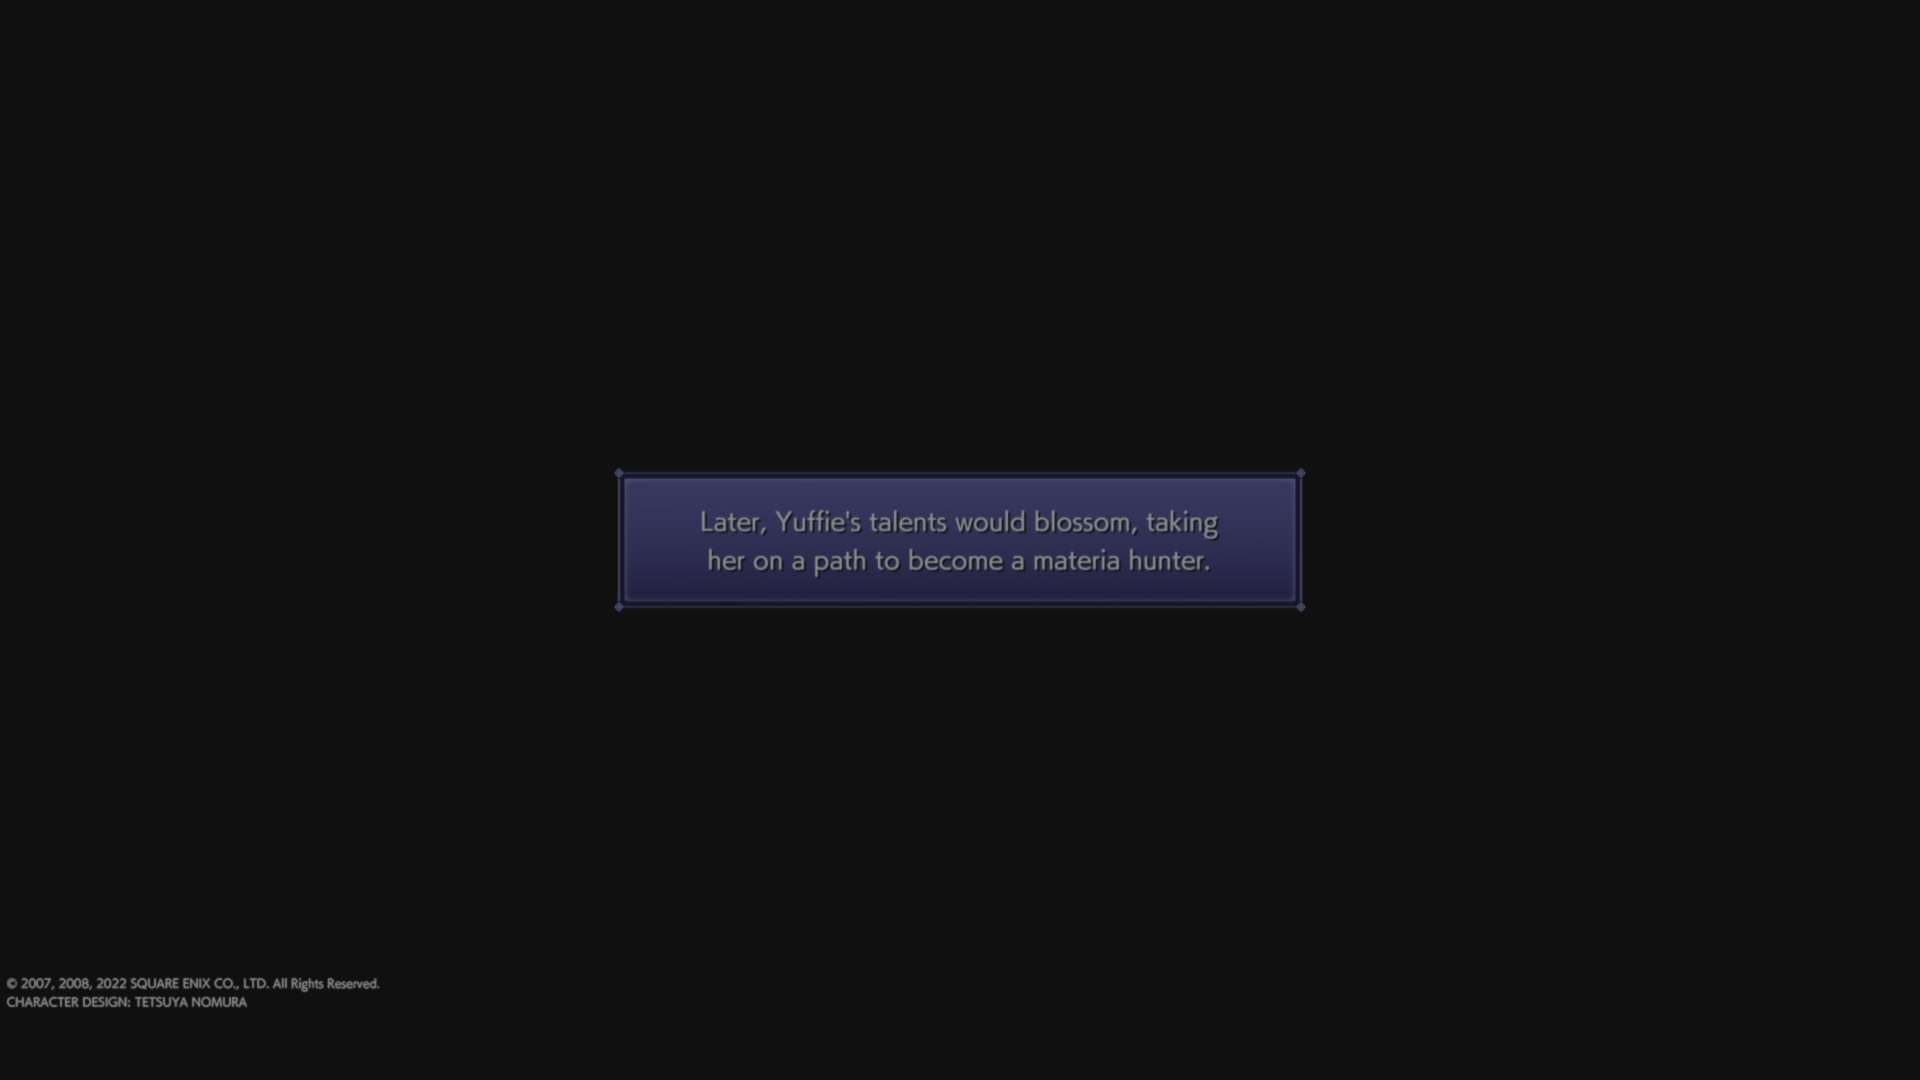 Later, Yuffie's talents would blossom, taking
her on a path to become a materia hunter.
© 2007, 2008, 2022 SQUARE ENIX CO., LTD. All Rights Reserved.
CHARACTER DESIGN: TETSUYA NOMURA